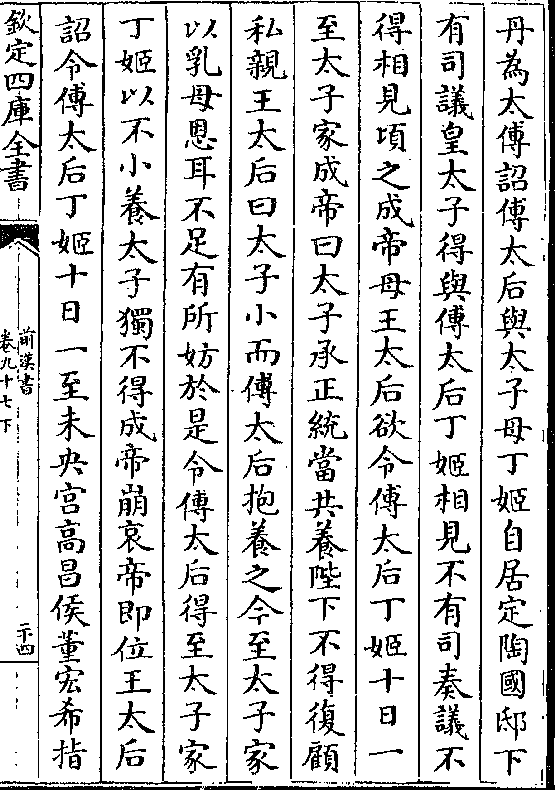 丹為太傅詔傅太后與太子母丁姬自居定陶國邸下
有司議皇太子得與傅太后丁姬相見不有司奏議不
得相見頃之成帝母王太后欲令傅太后丁姬十日一
至太子家成帝曰太子承正統當共養陛下不得復顧
私親王太后曰太子小而傅太后抱養之今至太子家
以乳母恩耳不足有所妨於是令傅太后得至太子家
丁姬以不小養太子獨不得成帝崩哀帝即位王太后
詔令傅太后丁姬十日一至未央宫高昌侯董宏希指
欽定四庫全書
前漢書
卷九十七下
二十四